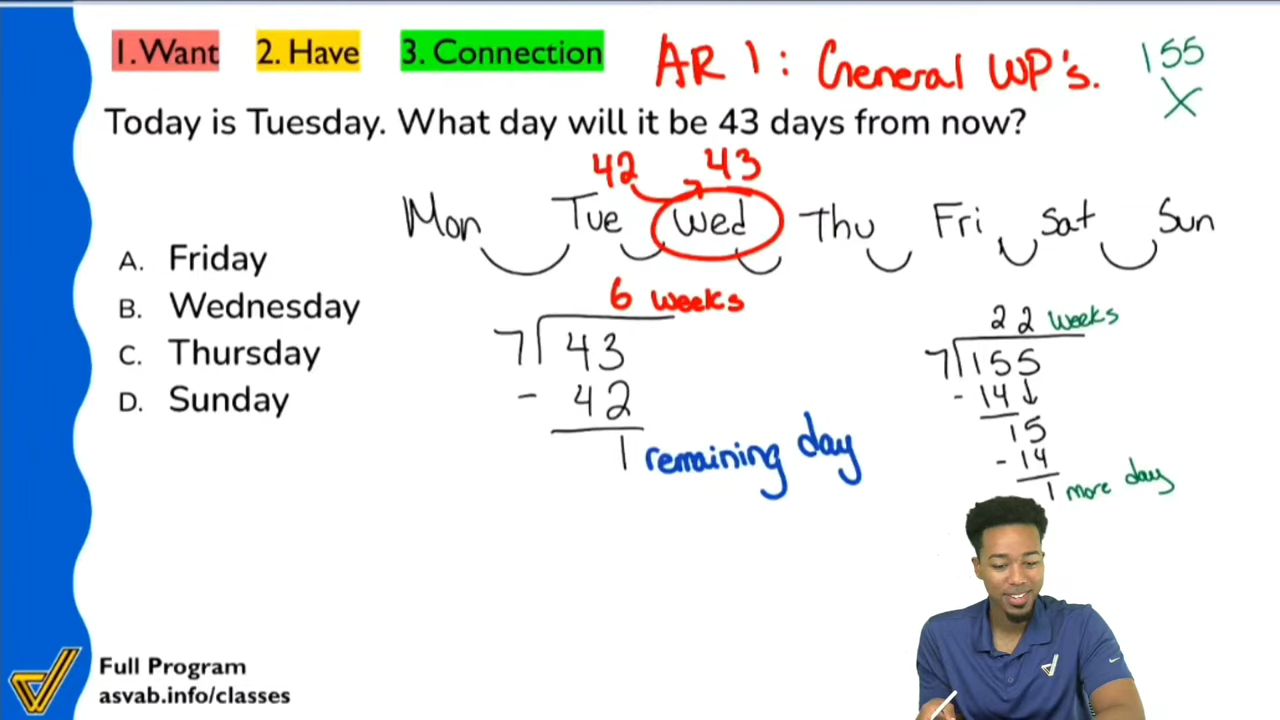 1. Want 2. Have 3. Connection AR 1: General WP's. 155
X
Today is Tuesday. What day will it be 43 days from now?
42 43
Mon Tue Wed Thu Fri Sat Sun
A. Friday
B. Wednesday
C. Thursday
D. Sunday
6 weeks
7 43
- 42
1 remaining day
22 weeks
7 155
- 14
15
- 14
1 more day
Full Program
asvab.info/classes